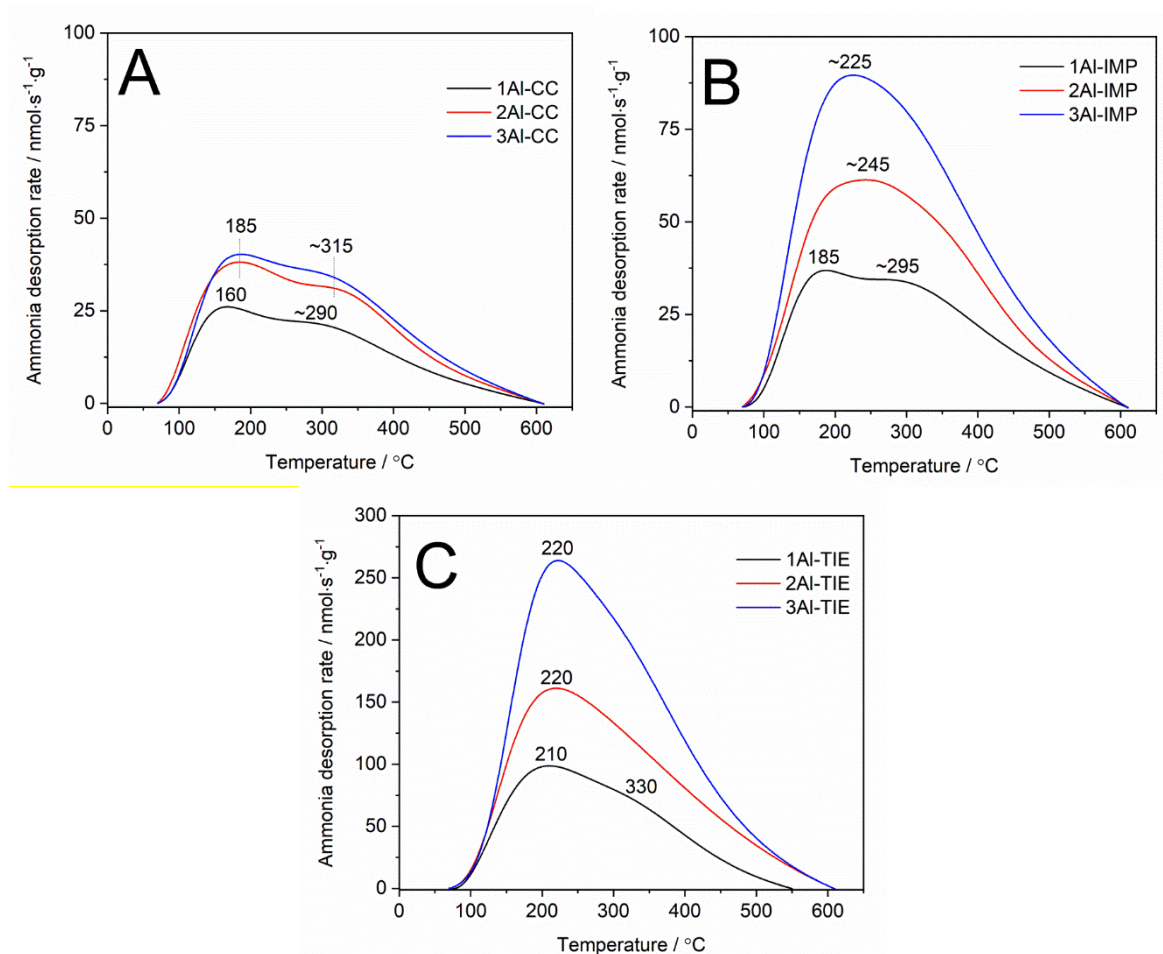 A
Ammonia desorption rate / nmol·s⁻¹·g⁻¹
100
75
50
25
0
1Al-CC
2Al-CC
3Al-CC
185
~315
160
~290
0 100 200 300 400 500 600
Temperature / °C
B
Ammonia desorption rate / nmol·s⁻¹·g⁻¹
100
75
50
25
0
1Al-IMP
2Al-IMP
3Al-IMP
~225
~245
185
~295
0 100 200 300 400 500 600
Temperature / °C
C
Ammonia desorption rate / nmol·s⁻¹·g⁻¹
300
250
200
150
100
50
0
1Al-TIE
2Al-TIE
3Al-TIE
220
220
210
330
0 100 200 300 400 500 600
Temperature / °C